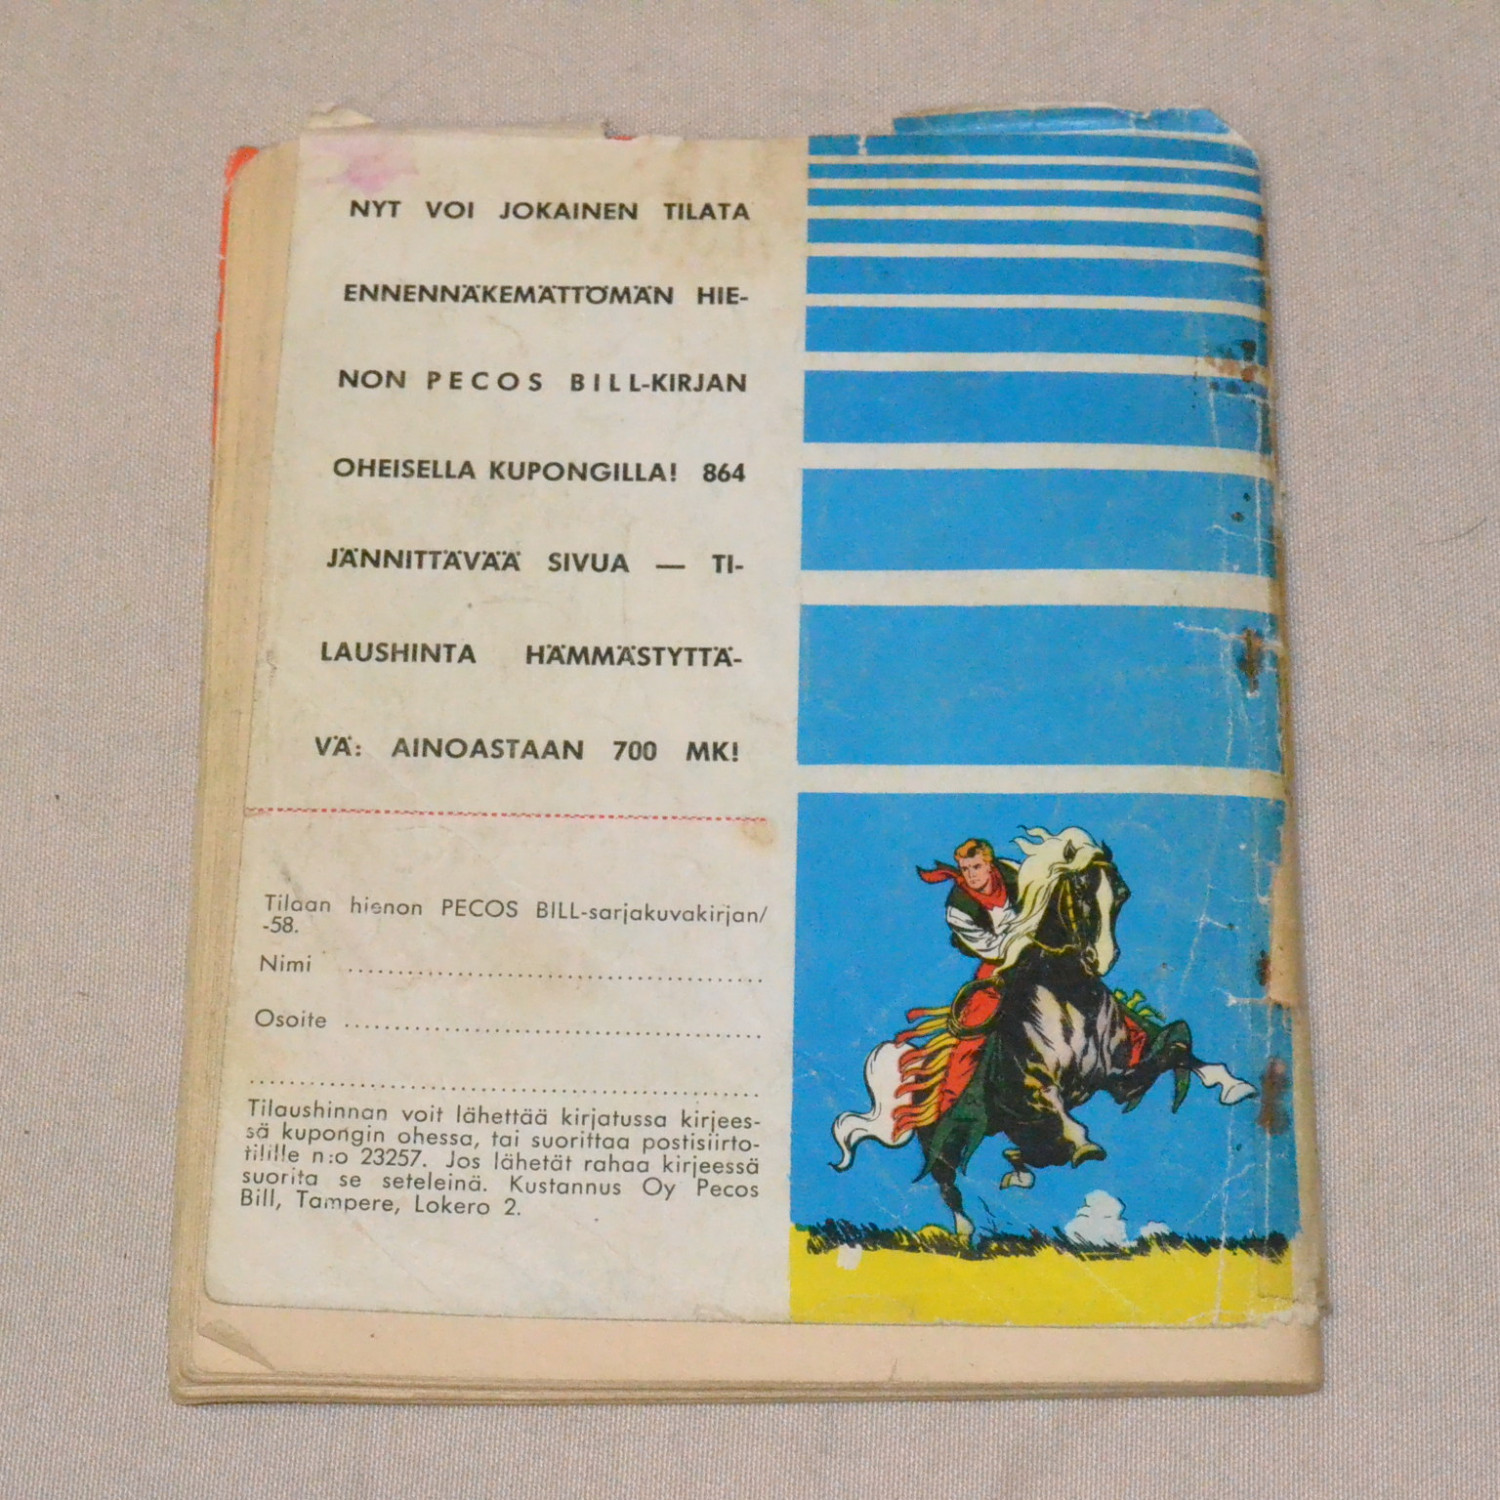 NYT VOI JOKAINEN TILATA
ENNENNÄKEMÄTTÖMÄN HIE-
NON PECOS BILL-KIRJAN
OHEISELLA KUPONGILLA! 864
JÄNNITTÄVÄÄ SIVUA — TI-
LAUSHINTA HÄMMÄSTYTTÄ-
VÄ: AINOASTAAN 700 MK!
Tilaan hienon PECOS BILL-sarjakuvakirjan/
-58.
Nimi ........................................
Osoite ........................................
........................................
Tilaushinnan voit lähettää kirjatussa kirjees-
sä kupongin ohessa, tai suorittaa postisiirto-
tilille n:o 23257. Jos lähetät rahaa kirjeessä
suorita se seteleinä. Kustannus Oy Pecos
Bill, Tampere, Lokero 2.